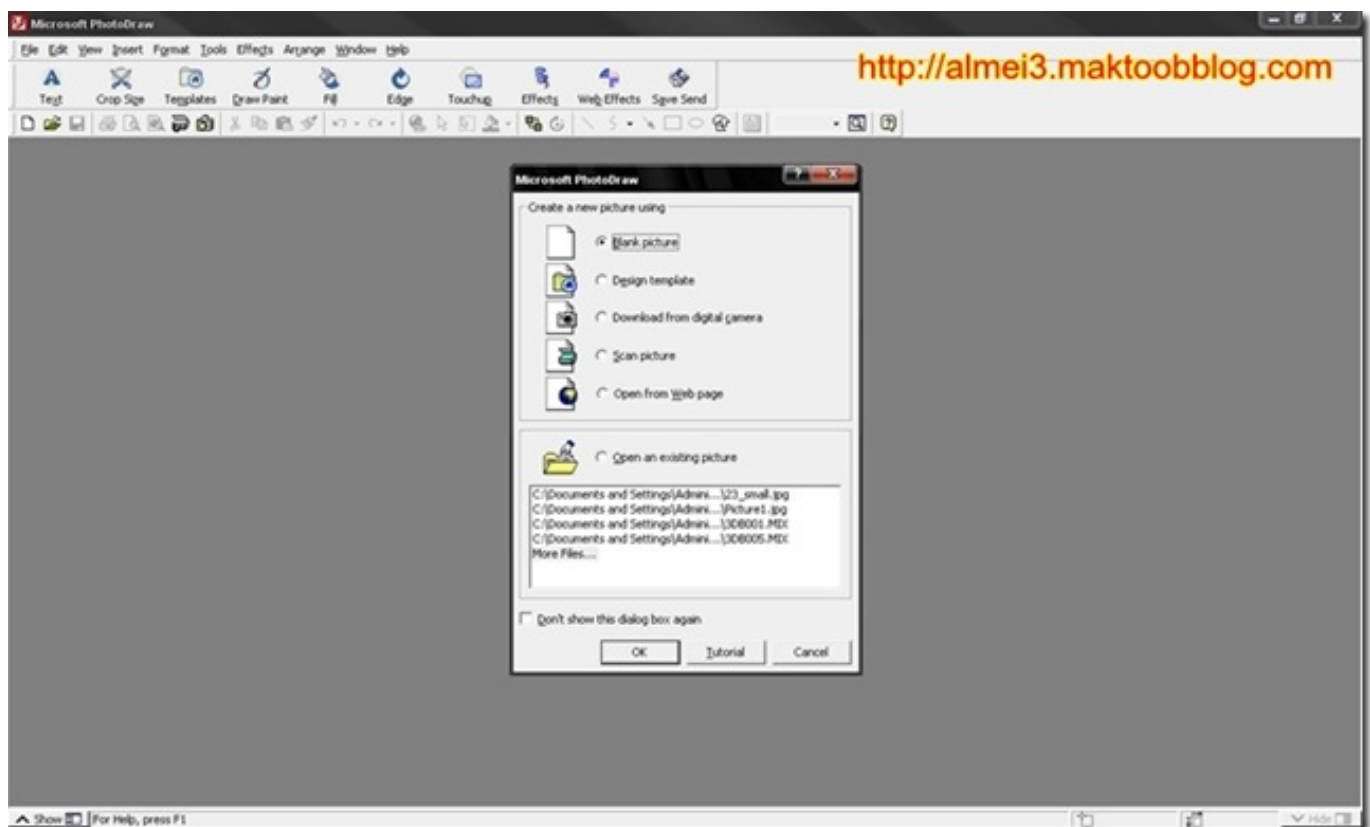 Microsoft PhotoDraw
File Edit View Insert Format Tools Effects Arrange Window Help
http://almei3.maktoobblog.com
Text Crop Size Templates Draw Paint Fill Edge Touchup Effects Web Effects Save Send
Microsoft PhotoDraw
Create a new picture using
Blank picture
Design template
Download from digital camera
Scan picture
Open from Web page
Open an existing picture
C:\Documents and Settings\Admini...\23_small.jpg
C:\Documents and Settings\Admini...\Picture1.jpg
C:\Documents and Settings\Admini...\3DB001.MIX
C:\Documents and Settings\Admini...\3DB005.MIX
More Files...
Don't show this dialog box again
OK Tutorial Cancel
Show For Help, press F1 Hide